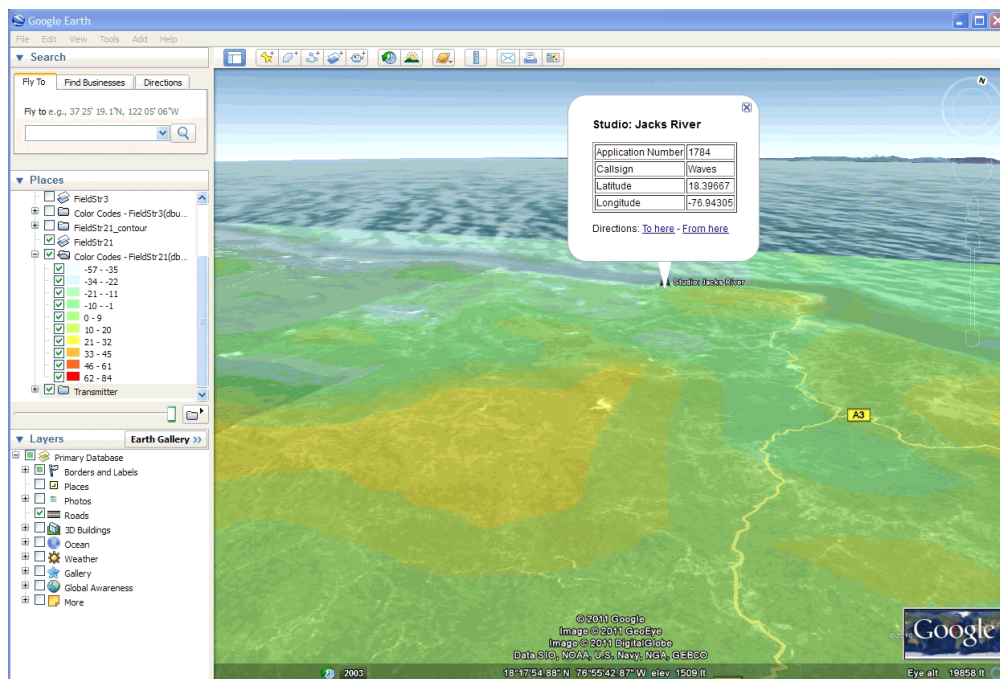 Google Earth
File Edit View Tools Add Help
Search
Fly To Find Businesses Directions
Fly to e.g., 37 25' 19.1"N, 122 05' 06"W
Places
FieldStr3
Color Codes - FieldStr3(dbu...
FieldStr21_contour
FieldStr21
Color Codes - FieldStr21(db...
-57 - -35
-34 - -22
-21 - -11
-10 - -1
0 - 9
10 - 20
21 - 32
33 - 45
46 - 61
62 - 84
Transmitter
Layers Earth Gallery >>
Primary Database
Borders and Labels
Places
Photos
Roads
3D Buildings
Ocean
Weather
Gallery
Global Awareness
More
N
Studio: Jacks River
Application Number 1784
Callsign Waves
Latitude 18.39667
Longitude -76.94305
Directions: To here - From here
Studio: Jacks River
A3
© 2011 Google
Image © 2011 GeoEye
Image © 2011 DigitalGlobe
Data SIO, NOAA, U.S. Navy, NGA, GEBCO
Google
2003 18°17'54.88" N 76°55'42.87" W elev 1509 ft Eye alt 19858 ft